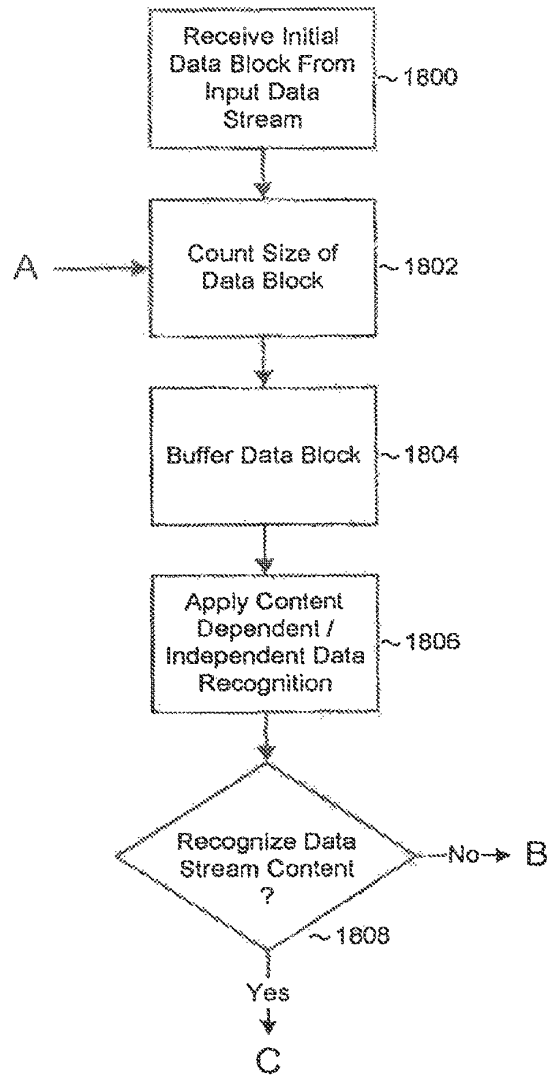 Receive Initial
Data Block From
Input Data
Stream
~1800
A
Count Size of
Data Block
~1802
Buffer Data Block
~1804
Apply Content
Dependent /
Independent Data
Recognition
~1806
Recognize Data
Stream Content
?
No
B
~1808
Yes
C